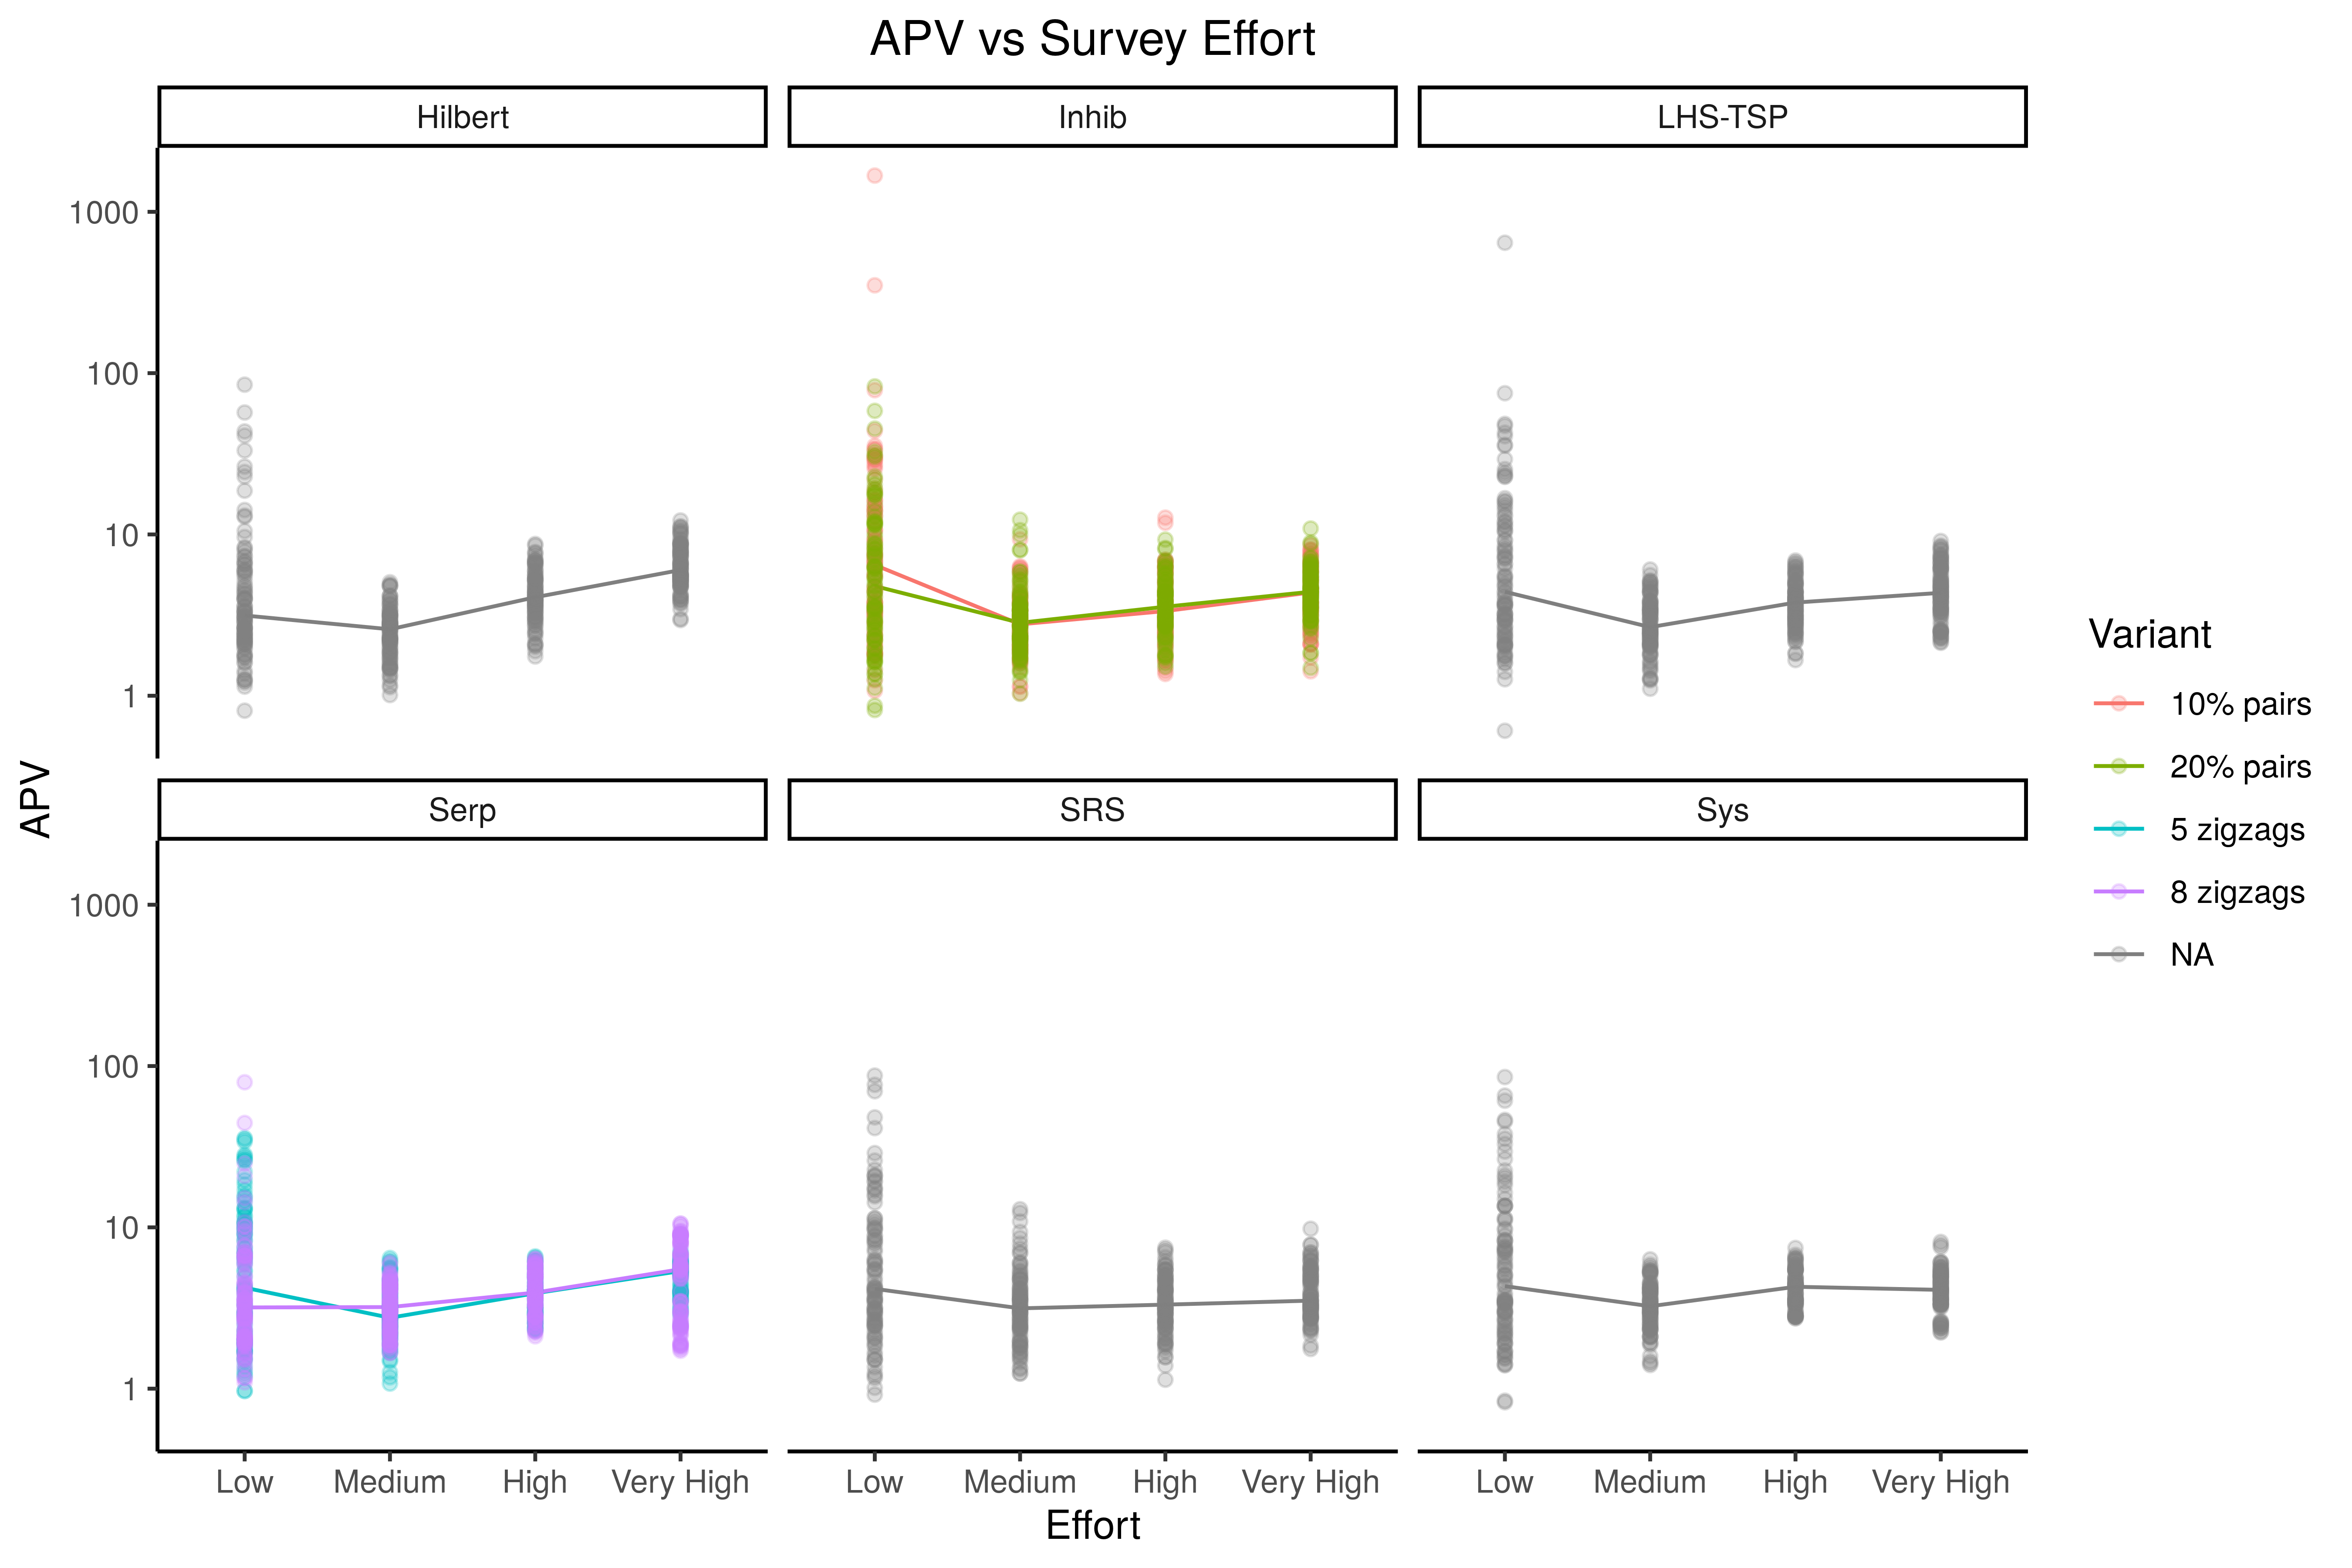 APV vs Survey Effort
Hilbert
Inhib
LHS-TSP
1000
100
10
1
Serp
SRS
Sys
1000
100
10
1
APV
Low Medium High Very High
Low Medium High Very High
Low Medium High Very High
Effort
Variant
10% pairs
20% pairs
5 zigzags
8 zigzags
NA